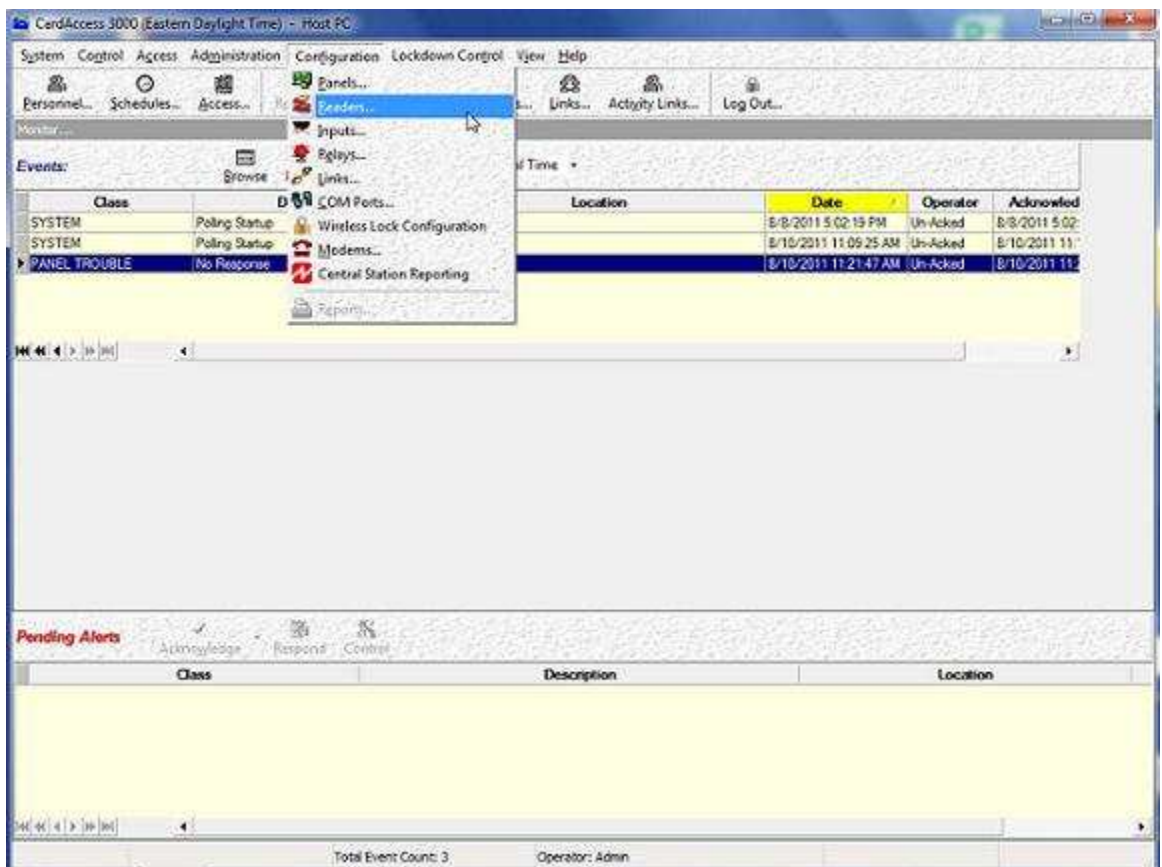 CardAccess 3000 (Eastern Daylight Time) - Host PC
System Control Access Administration Configuration Lockdown Control View Help
Personnel... Schedules... Access... Links... Activity Links... Log Out...
Panels...
Readers...
Inputs...
Relays...
Links...
COM Ports...
Wireless Lock Configuration
Modems...
Central Station Reporting
Reports...
Monitor...
Events: Browse Time
Class D Location Date Operator Acknowled
SYSTEM Polling Startup 8/8/2011 5:02:19 PM Un-Acked 8/8/2011 5:02
SYSTEM Polling Startup 8/10/2011 11:09:25 AM Un-Acked 8/10/2011 11:
PANEL TROUBLE No Response 8/10/2011 11:21:47 AM Un-Acked 8/10/2011 11:2
Pending Alerts Acknowledge Respond Control
Class Description Location
Total Event Count: 3 Operator: Admin